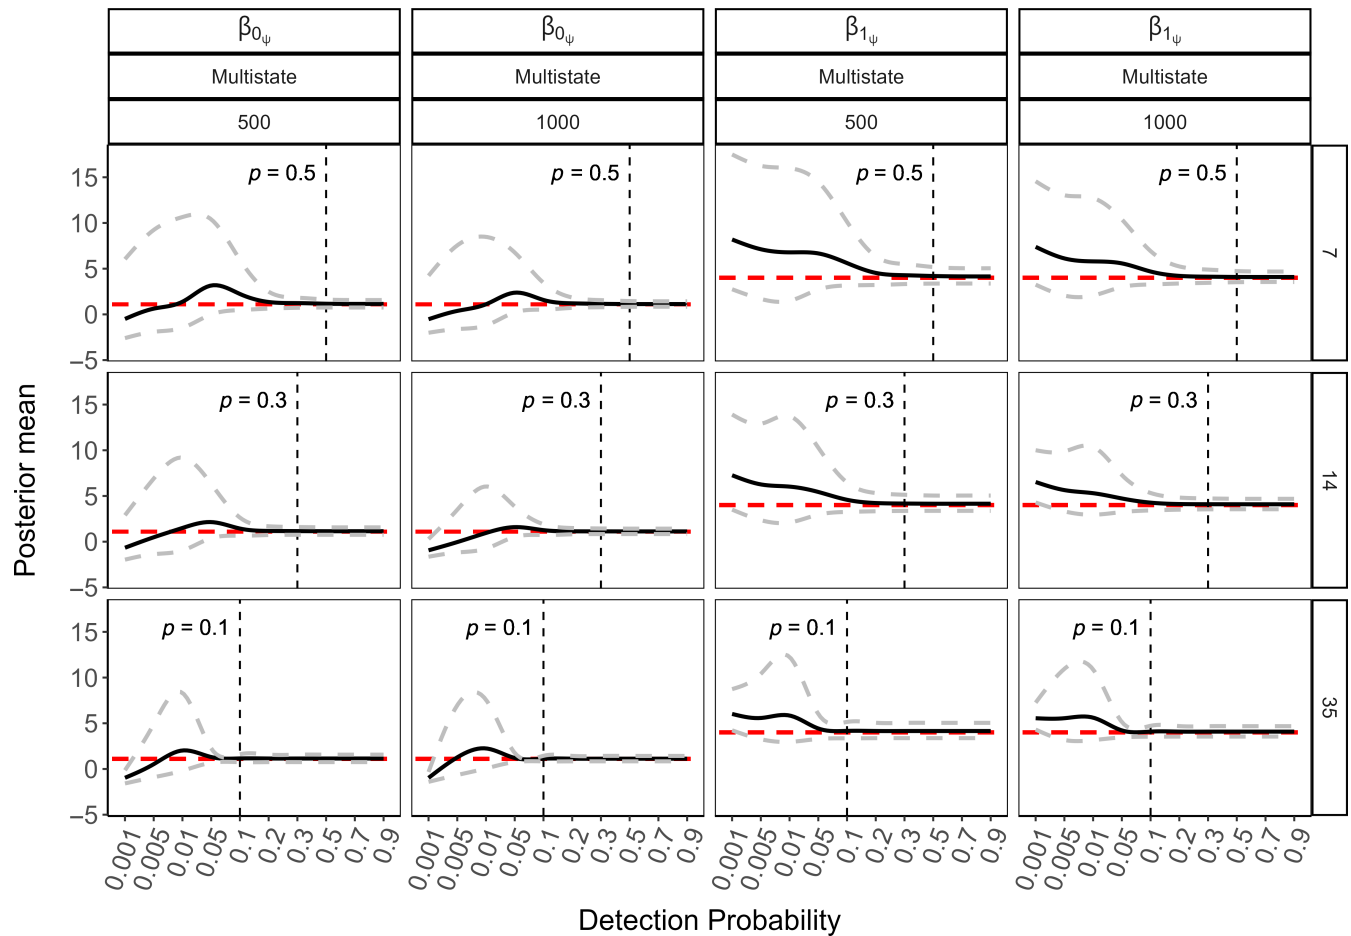 β0ψ β0ψ β1ψ β1ψ
Multistate Multistate Multistate Multistate
500 1000 500 1000
15 p = 0.5 p = 0.5 p = 0.5 p = 0.5
10
5
0
−5
7
15 p = 0.3 p = 0.3 p = 0.3 p = 0.3
10
5
0
−5
14
15 p = 0.1 p = 0.1 p = 0.1 p = 0.1
10
5
0
−5
35
Posterior mean
0.001 0.005 0.01 0.05 0.1 0.2 0.3 0.5 0.7 0.9 0.001 0.005 0.01 0.05 0.1 0.2 0.3 0.5 0.7 0.9 0.001 0.005 0.01 0.05 0.1 0.2 0.3 0.5 0.7 0.9 0.001 0.005 0.01 0.05 0.1 0.2 0.3 0.5 0.7 0.9
Detection Probability